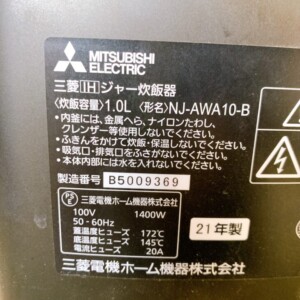 MITSUBISHI
ELECTRIC
三菱IHジャー炊飯器
〈炊飯容量〉1.0L 〈形名〉NJ-AWA10-B
・内釜には、金属へら、ナイロンたわし、
クレンザー等使用しないでください。
・ふきんをかけて炊飯・保温しないでください。
・吸気口・排気口をふさがないでください。
・本体内部には水を入れないでください。
製造番号 B5009369
PS
E
三菱電機ホーム機器株式会社
100V 1400W
50-60Hz
蓋温度ヒューズ 172℃
底温度ヒューズ 145℃
電流ヒューズ 20A
21年製
三菱電機ホーム機器株式会社